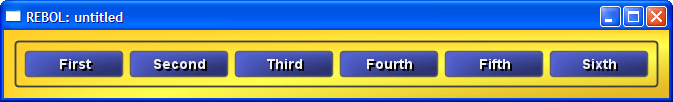 REBOL: untitled
First Second Third Fourth Fifth Sixth